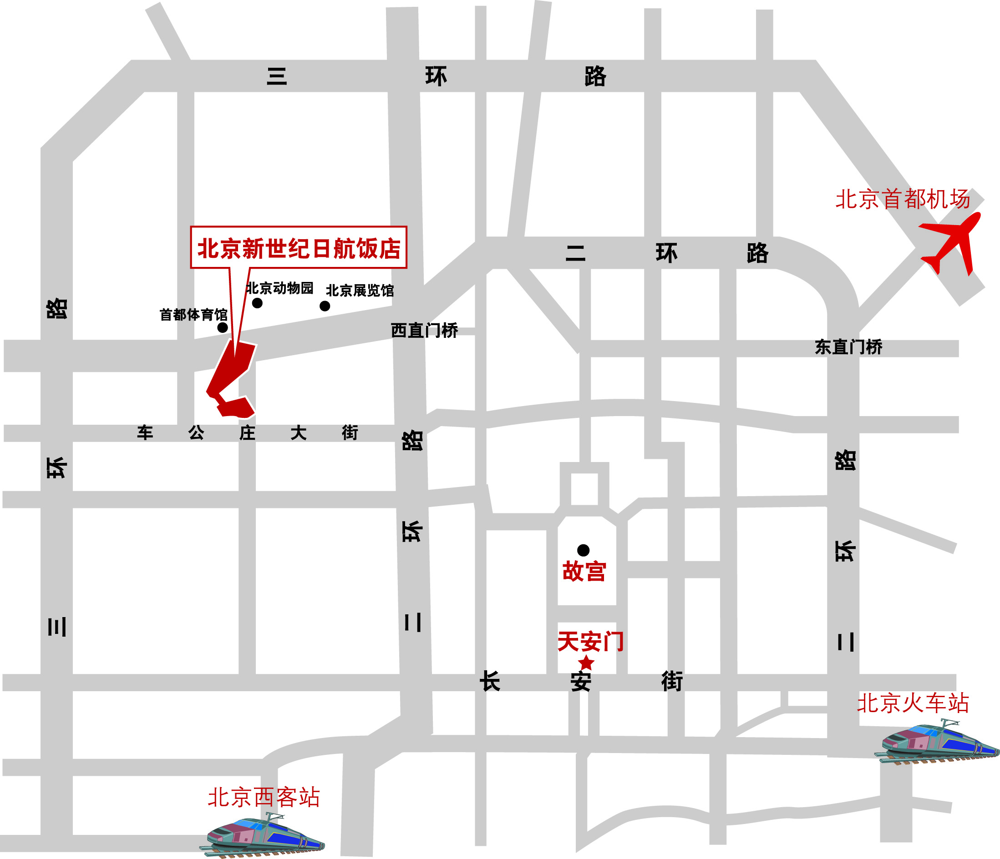 三环路
北京首都机场
北京新世纪日航饭店
二环路
北京动物园
北京展览馆
首都体育馆
西直门桥
东直门桥
三环路
车公庄大街
二环路
二环路
故宫
天安门
长安街
北京火车站
北京西客站